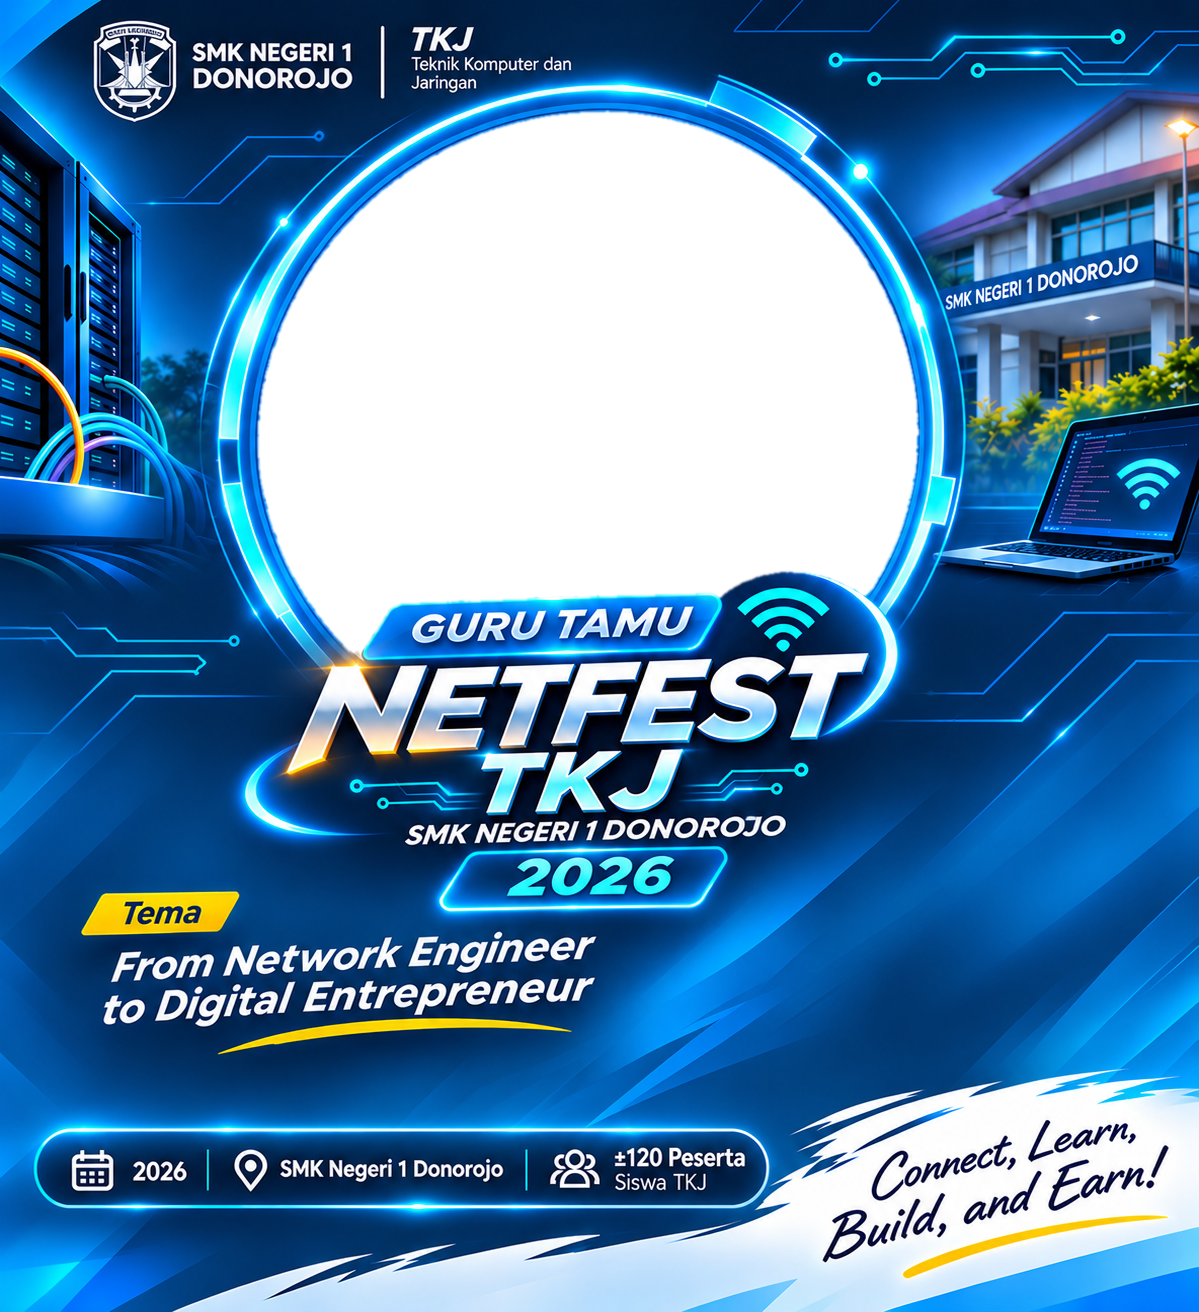 SMK NEGERI 1
DONOROJO
TKJ
Teknik Komputer dan
Jaringan
SMK NEGERI 1 DONOROJO
GURU TAMU
NETFEST
TKJ
SMK NEGERI 1 DONOROJO
2026
Tema
From Network Engineer
to Digital Entrepreneur
2026
SMK Negeri 1 Donorojo
±120 Peserta
Siswa TKJ
Connect, Learn,
Build, and Earn!